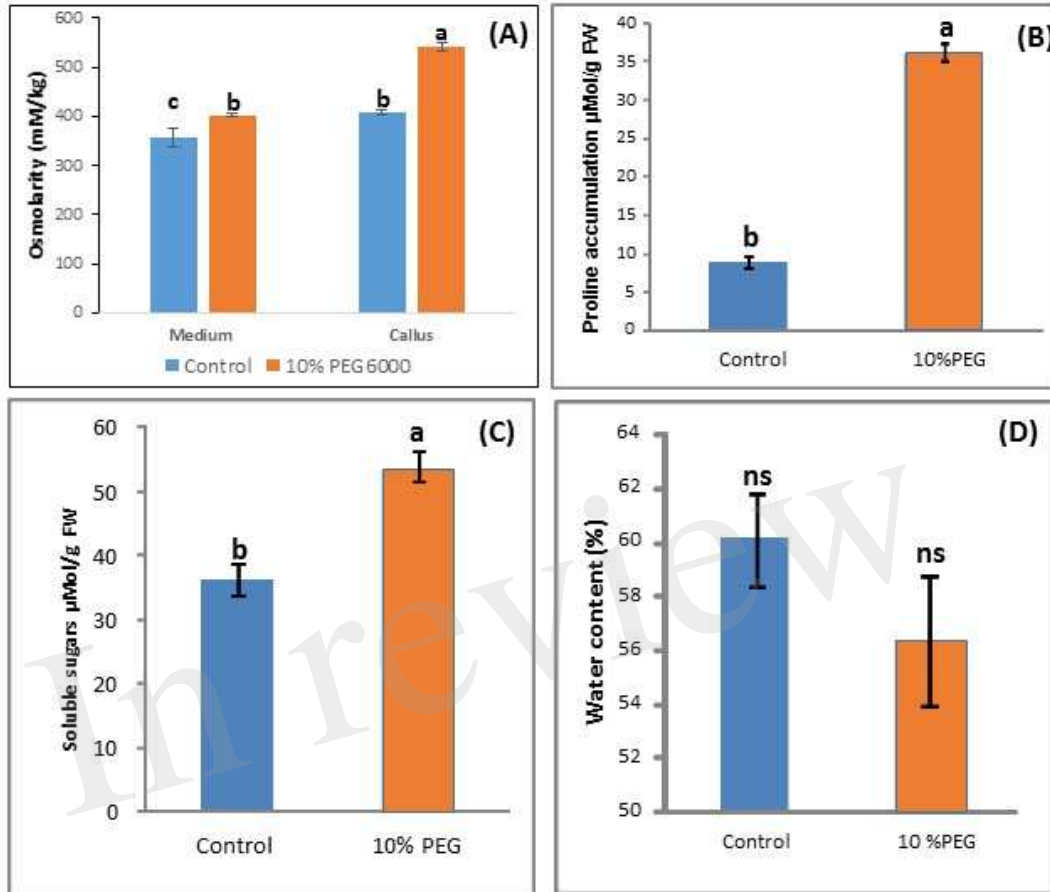 (A)
Osmolarity (mM/kg)
600
500
400
300
200
100
0
c
b
b
a
Medium
Callus
Control
10% PEG6000
(B)
Proline accumulation µMol/g FW
40
35
30
25
20
15
10
5
0
b
a
Control
10%PEG
(C)
Soluble sugars µMol/g FW
60
50
40
30
20
10
0
b
a
Control
10% PEG
(D)
Water content (%)
64
62
60
58
56
54
52
50
ns
ns
Control
10 %PEG
In review